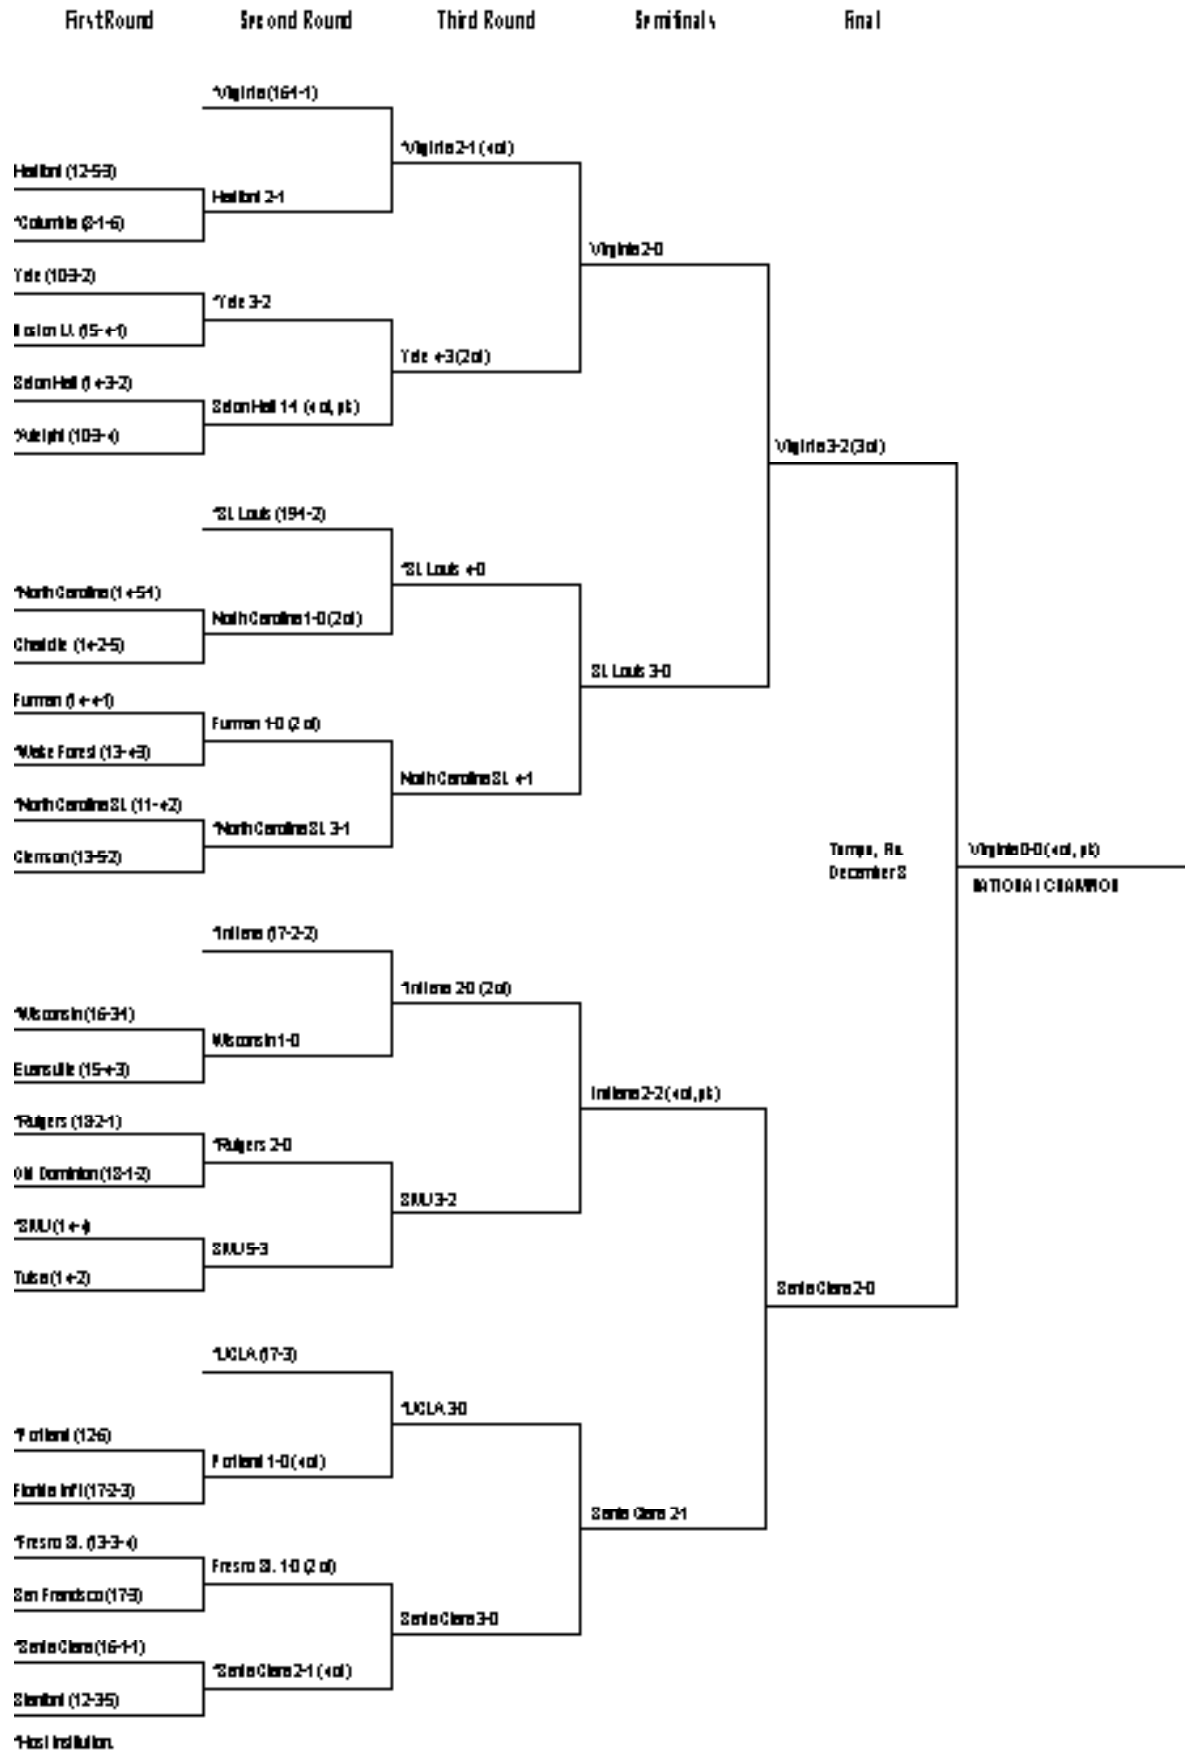 First Round Second Round Third Round Semifinals Final
*Virginia (16-1-1)
*Virginia 2-1 (4ot)
Hartford (12-5-3)
Hartford 2-1
*Columbia (8-1-6)
Virginia 2-0
Yale (10-3-2)
*Yale 3-2
Boston U. (15-4-1)
Yale 4-3 (2ot)
Seton Hall (14-3-2)
Seton Hall 1-1 (4ot, pk)
*Adelphi (10-3-4)
Virginia 3-2 (3ot)
*St. Louis (19-1-2)
*St. Louis 4-0
*North Carolina (14-5-1)
North Carolina 1-0 (2ot)
Charlotte (14-2-5)
St. Louis 3-0
Furman (14-4-1)
Furman 1-0 (2ot)
*Wake Forest (13-4-3)
North Carolina St. 4-1
*North Carolina St. (11-4-2)
*North Carolina St. 3-1
Clemson (13-5-2)
Tampa, Fla.
December 8
Virginia 0-0 (4ot, pk)
NATIONAL CHAMPION
*Indiana (17-2-2)
*Indiana 2-0 (2ot)
*Wisconsin (16-3-1)
Wisconsin 1-0
Evansville (15-4-3)
Indiana 2-2 (4ot, pk)
*Rutgers (18-2-1)
*Rutgers 2-0
Old Dominion (13-1-2)
SMU 3-2
*SMU (14-4)
SMU 5-3
Tulsa (14-2)
Santa Clara 2-0
*UCLA (17-3)
*UCLA 3-0
*Portland (12-6)
Portland 1-0 (4ot)
Florida Int'l (17-2-3)
Santa Clara 2-1
*Fresno St. (13-3-4)
Fresno St. 1-0 (2ot)
San Francisco (17-3)
Santa Clara 3-0
*Santa Clara (16-1-1)
*Santa Clara 2-1 (4ot)
Stanford (12-3-5)
*Host institution.